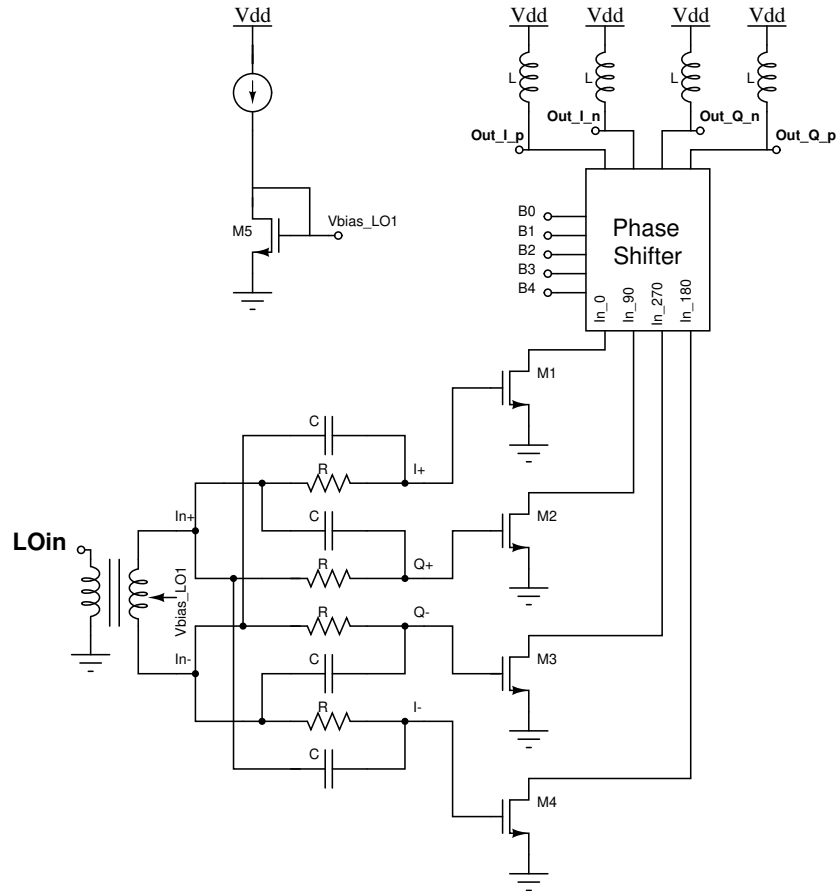 Vdd
Vdd
Vdd
Vdd
Vdd
L
L
L
L
Out_I_n
Out_Q_n
Out_I_p
Out_Q_p
M5
Vbias_LO1
B0
B1
B2
B3
B4
Phase
Shifter
In_0
In_90
In_270
In_180
M1
C
R
I+
In+
C
M2
LOin
R
Q+
Vbias_LO1
R
Q-
In-
C
M3
R
I-
C
M4